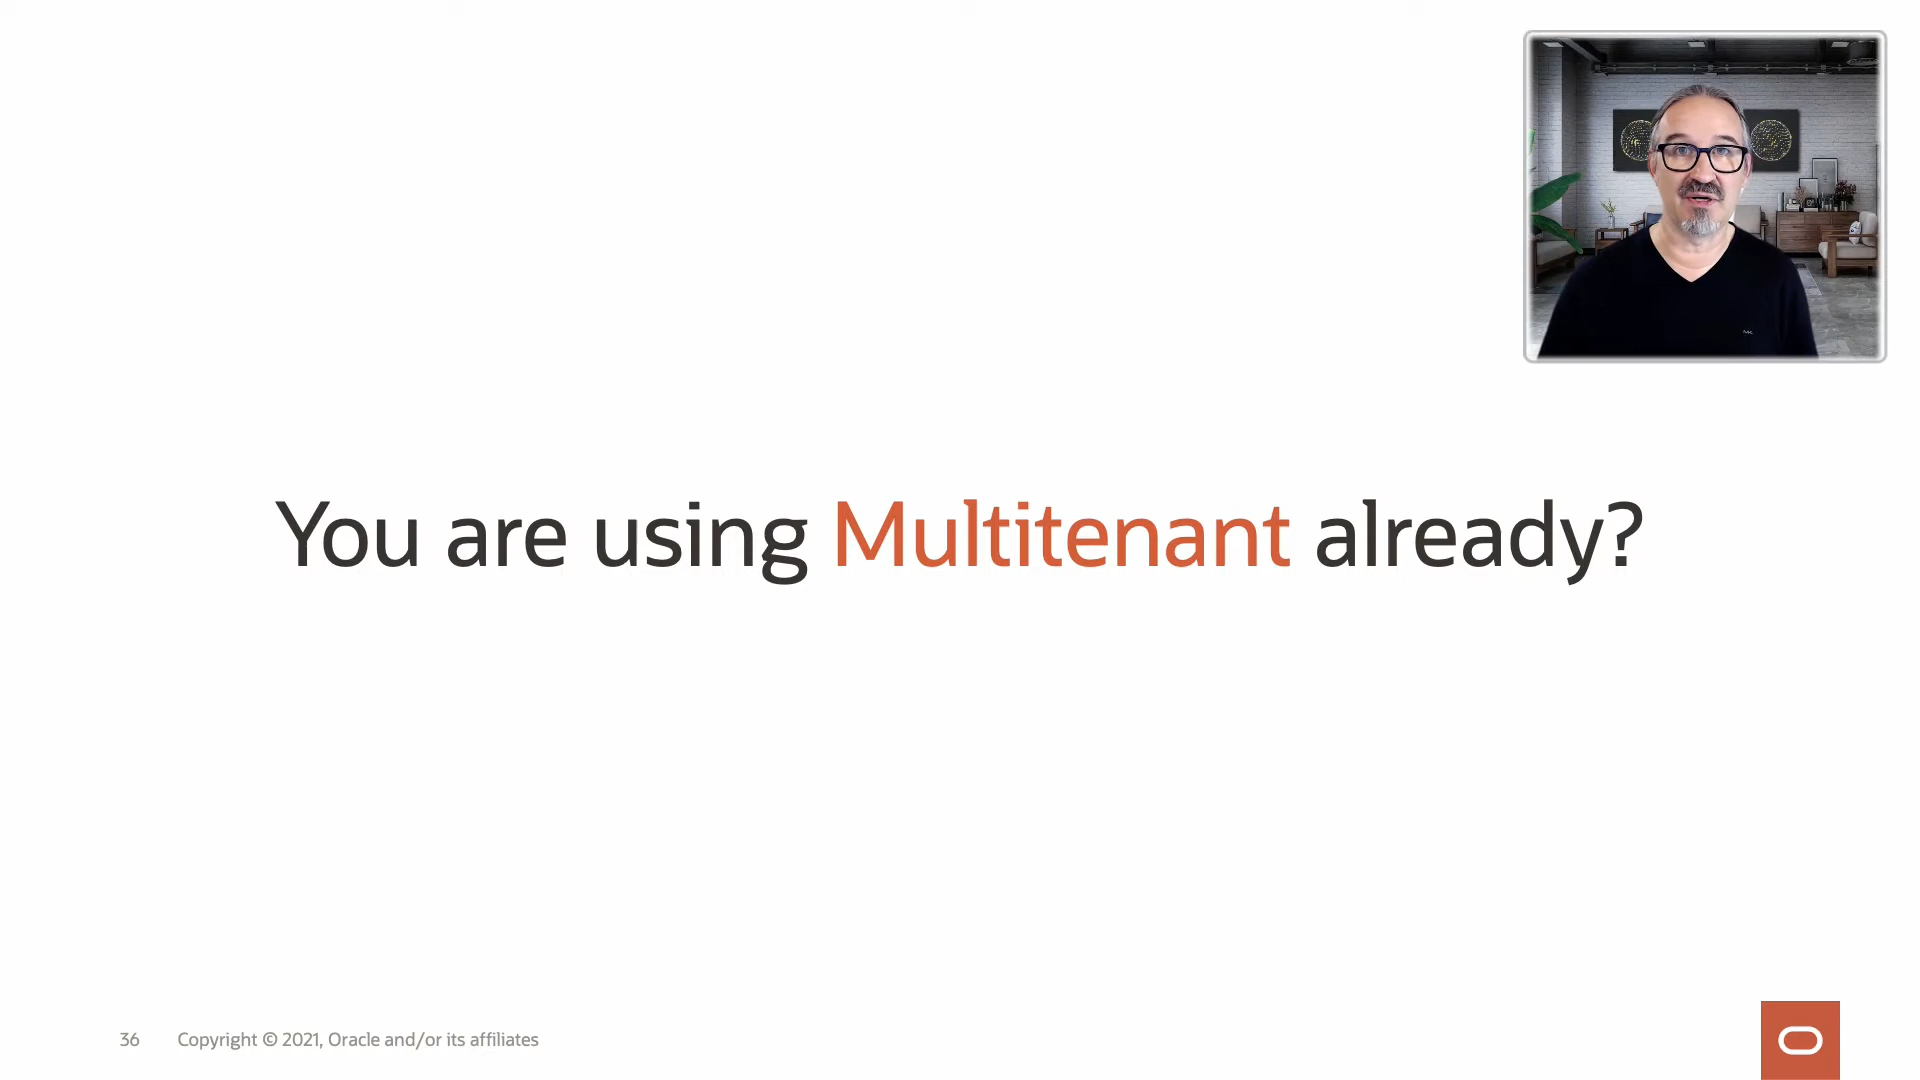 You are using Multitenant already?
36 Copyright © 2021, Oracle and/or its affiliates